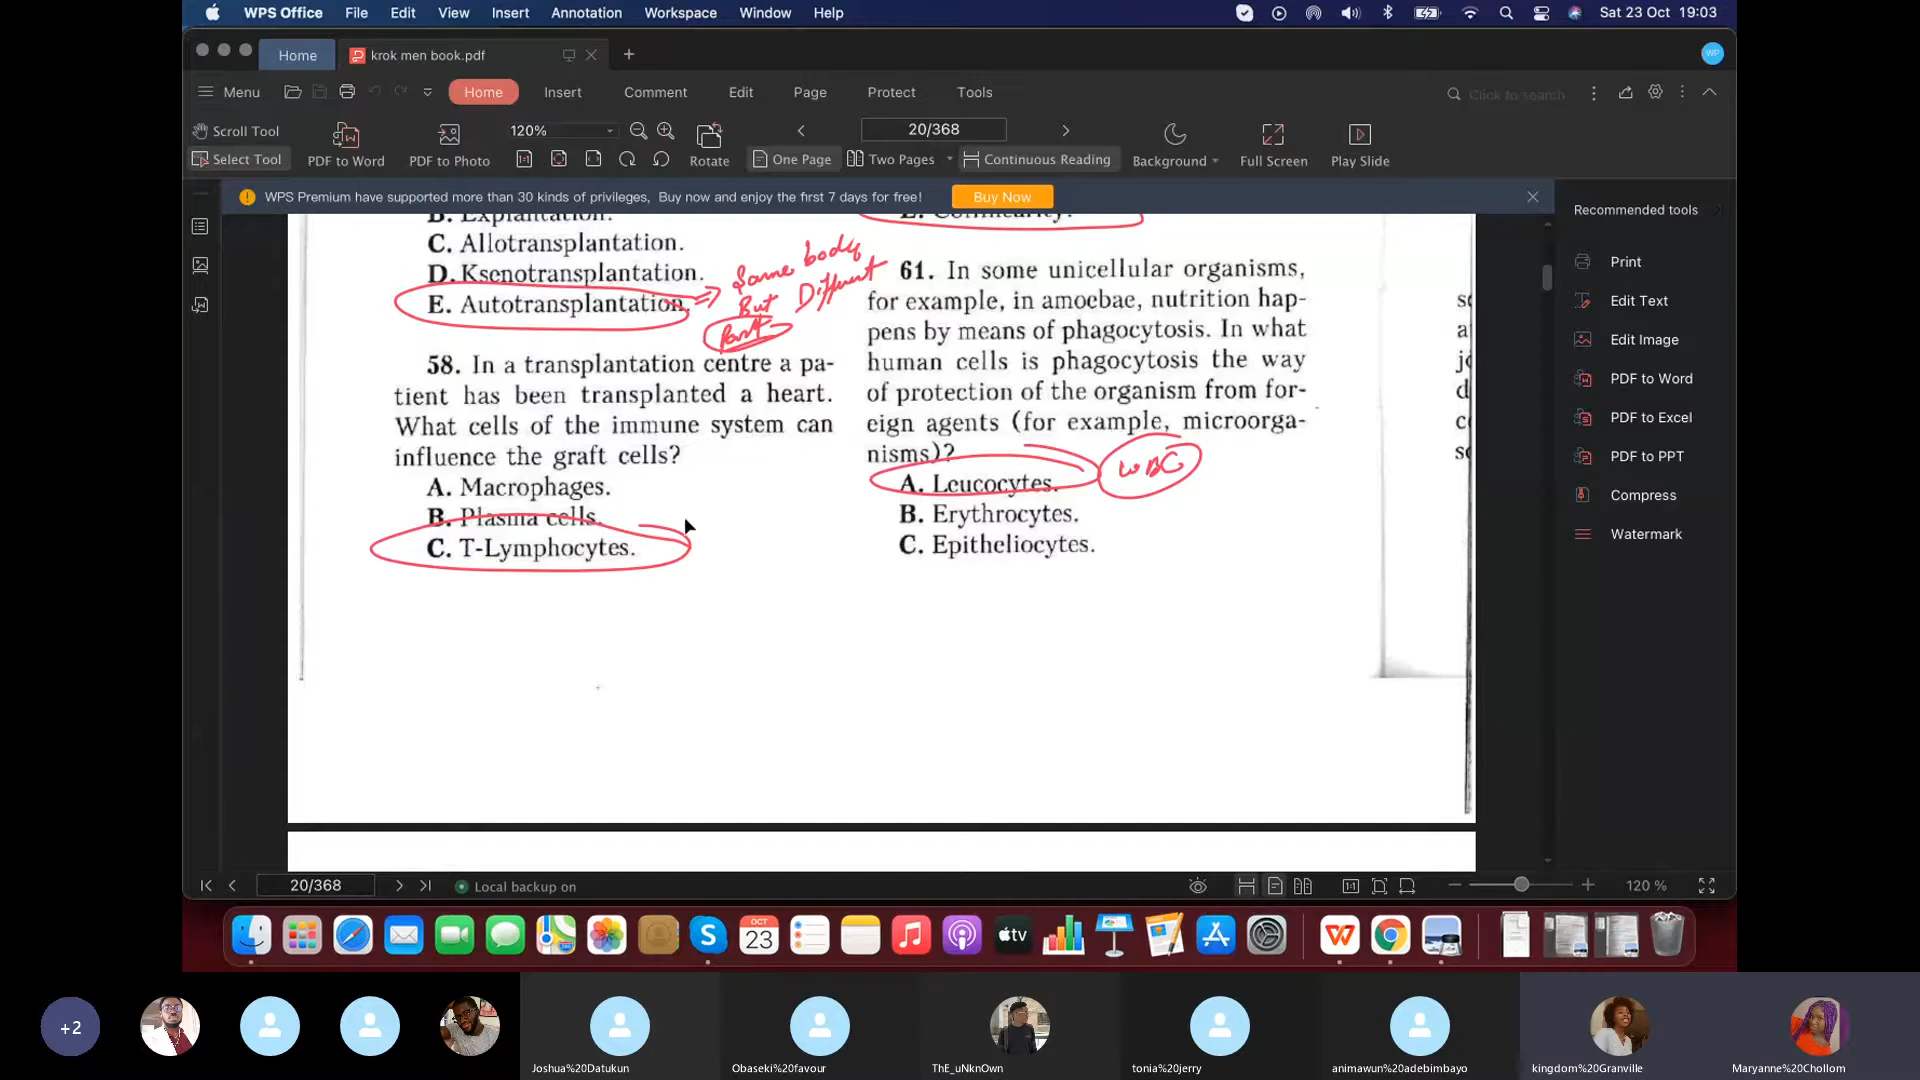 WPS Office File Edit View Insert Annotation Workspace Window Help Sat 23 Oct 19:03
Home krok men book.pdf WP
Menu Home Insert Comment Edit Page Protect Tools Click to search
Scroll Tool
Select Tool
PDF to Word
PDF to Photo
120%
Rotate
20/368
One Page Two Pages Continuous Reading
Background
Full Screen
Play Slide
WPS Premium have supported more than 30 kinds of privileges, Buy now and enjoy the first 7 days for free! Buy Now
B. Explantation.
C. Allotransplantation.
D. Ksenotransplantation.
E. Autotransplantation.
Same body
But Different
Part
58. In a transplantation centre a pa-
tient has been transplanted a heart.
What cells of the immune system can
influence the graft cells?
A. Macrophages.
B. Plasma cells.
C. T-Lymphocytes.
E. Collinearity.
61. In some unicellular organisms,
for example, in amoebae, nutrition hap-
pens by means of phagocytosis. In what
human cells is phagocytosis the way
of protection of the organism from for-
eign agents (for example, microorga-
nisms)?
A. Leucocytes.
WBC
B. Erythrocytes.
C. Epitheliocytes.
Recommended tools
Print
Edit Text
Edit Image
PDF to Word
PDF to Excel
PDF to PPT
Compress
Watermark
20/368 Local backup on 120 %
OCT
23
tv
+2
Joshua%20Datukun
Obaseki%20favour
ThE_uNknOwn
tonia%20jerry
animawun%20adebimbayo
kingdom%20Granville
Maryanne%20Chollom